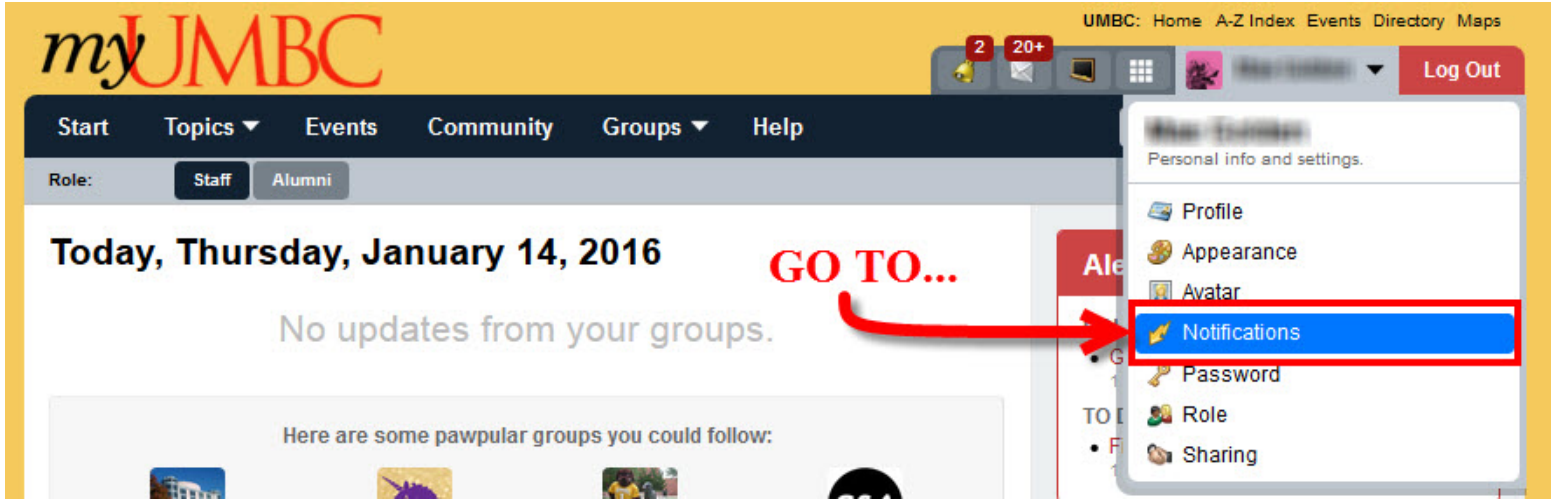 UMBC: Home A-Z Index Events Directory Maps
myUMBC
2 20+
Log Out
Start Topics Events Community Groups Help
Personal info and settings.
Role: Staff Alumni
Profile
Today, Thursday, January 14, 2016
GO TO...
Appearance
Avatar
No updates from your groups.
Notifications
Password
Here are some pawpular groups you could follow:
TO
Role
Sharing